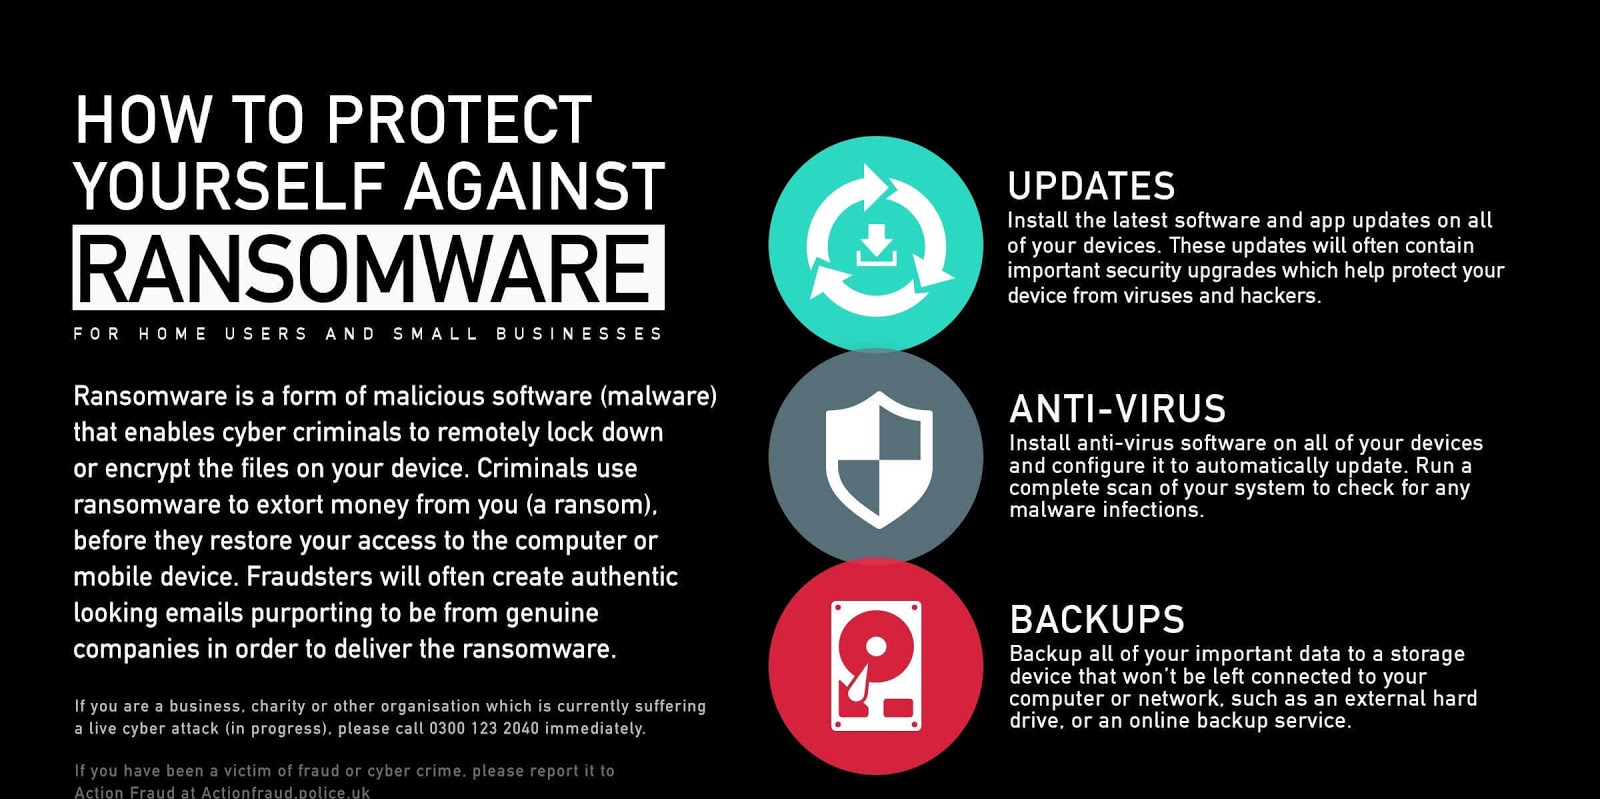 HOW TO PROTECT
YOURSELF AGAINST
RANSOMWARE
FOR HOME USERS AND SMALL BUSINESSES
Ransomware is a form of malicious software (malware)
that enables cyber criminals to remotely lock down
or encrypt the files on your device. Criminals use
ransomware to extort money from you (a ransom),
before they restore your access to the computer or
mobile device. Fraudsters will often create authentic
looking emails purporting to be from genuine
companies in order to deliver the ransomware.
If you are a business, charity or other organisation which is currently suffering
a live cyber attack (in progress), please call 0300 123 2040 immediately.
If you have been a victim of fraud or cyber crime, please report it to
Action Fraud at Actionfraud.police.uk
UPDATES
Install the latest software and app updates on all
of your devices. These updates will often contain
important security upgrades which help protect your
device from viruses and hackers.
ANTI-VIRUS
Install anti-virus software on all of your devices
and configure it to automatically update. Run a
complete scan of your system to check for any
malware infections.
BACKUPS
Backup all of your important data to a storage
device that won't be left connected to your
computer or network, such as an external hard
drive, or an online backup service.